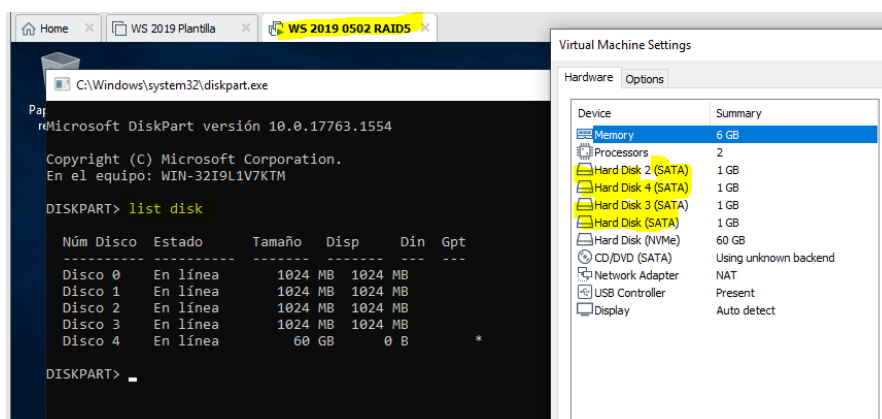 Home
WS 2019 Plantilla
WS 2019 0502 RAID5
Virtual Machine Settings
C:\Windows\system32\diskpart.exe
Hardware
Options
Microsoft DiskPart versión 10.0.17763.1554
Copyright (C) Microsoft Corporation.
En el equipo: WIN-32I9L1V7KTM
DISKPART> list disk
Núm Disco Estado Tamaño Disp Din Gpt
---------- ---------- ------- ------- --- ---
Disco 0 En línea 1024 MB 1024 MB
Disco 1 En línea 1024 MB 1024 MB
Disco 2 En línea 1024 MB 1024 MB
Disco 3 En línea 1024 MB 1024 MB
Disco 4 En línea 60 GB 0 B *
DISKPART>
Device Summary
Memory 6 GB
Processors 2
Hard Disk 2 (SATA) 1 GB
Hard Disk 4 (SATA) 1 GB
Hard Disk 3 (SATA) 1 GB
Hard Disk (SATA) 1 GB
Hard Disk (NVMe) 60 GB
CD/DVD (SATA) Using unknown backend
Network Adapter NAT
USB Controller Present
Display Auto detect